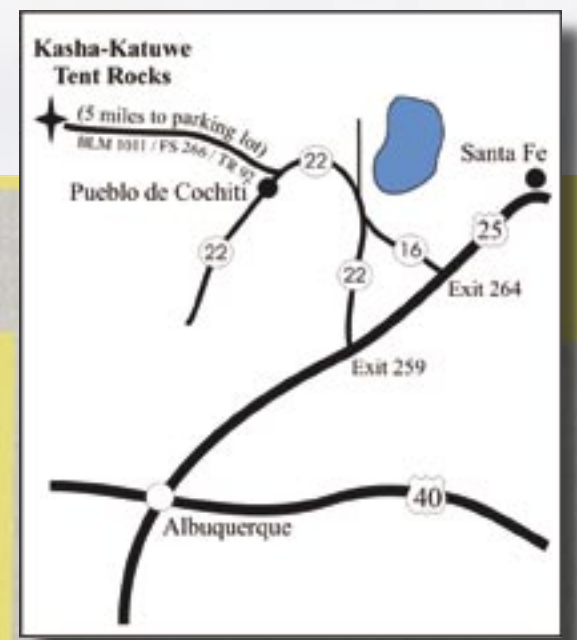 Kasha-Katuwe
Tent Rocks
(5 miles to parking lot)
BLM 1011 / FS 266 / TR 92
22
Santa Fe
Pueblo de Cochiti
25
22
16
22
Exit 264
Exit 259
40
Albuquerque